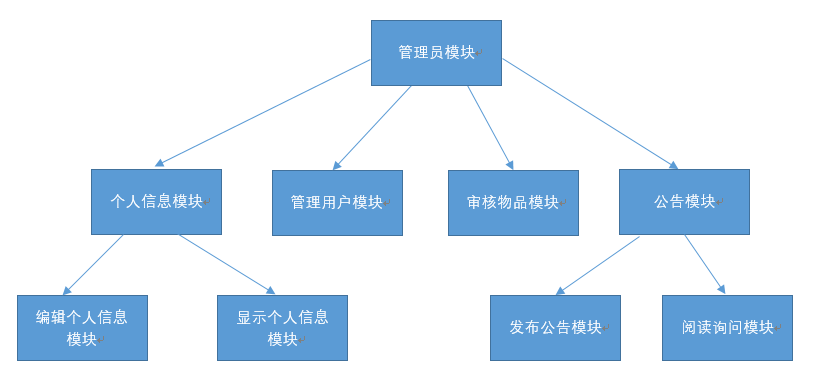 管理员模块
个人信息模块
管理用户模块
审核物品模块
公告模块
编辑个人信息
模块
显示个人信息
模块
发布公告模块
阅读询问模块